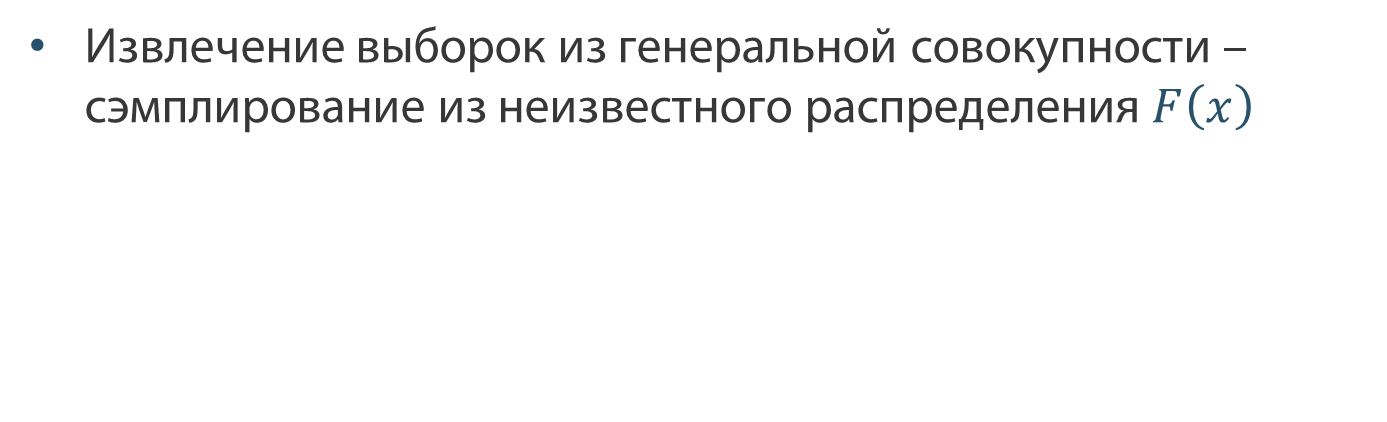 • Извлечение выборок из генеральной совокупности –
сэмплирование из неизвестного распределения F(x)